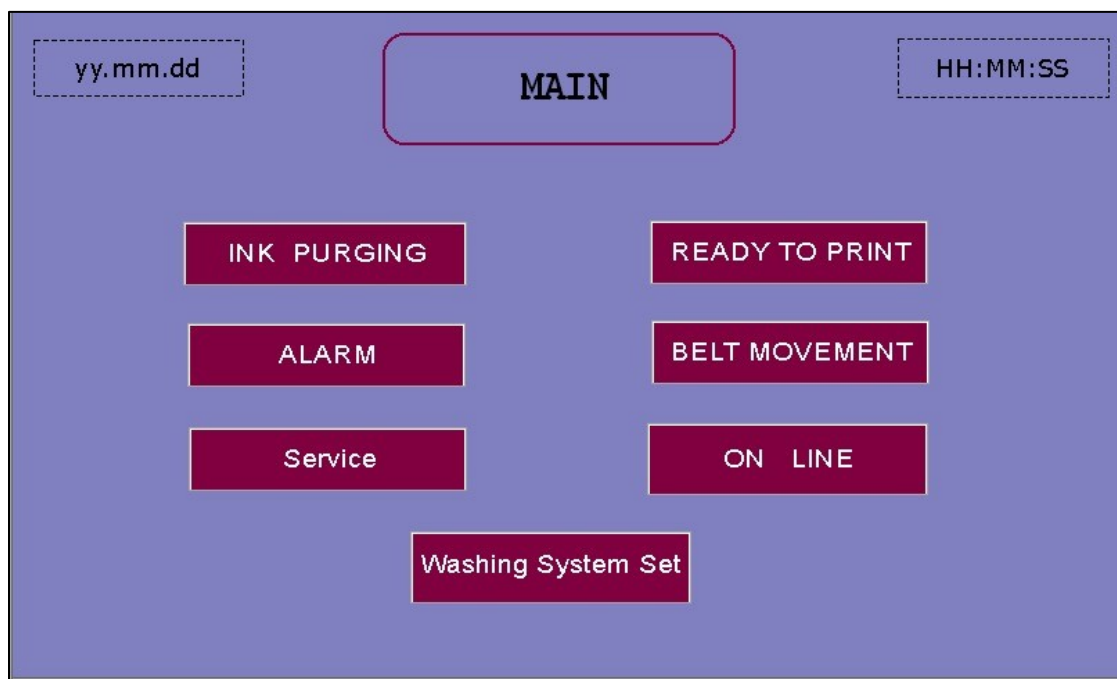 yy.mm.dd
MAIN
HH:MM:SS
INK PURGING
READY TO PRINT
ALARM
BELT MOVEMENT
Service
ON LINE
Washing System Set